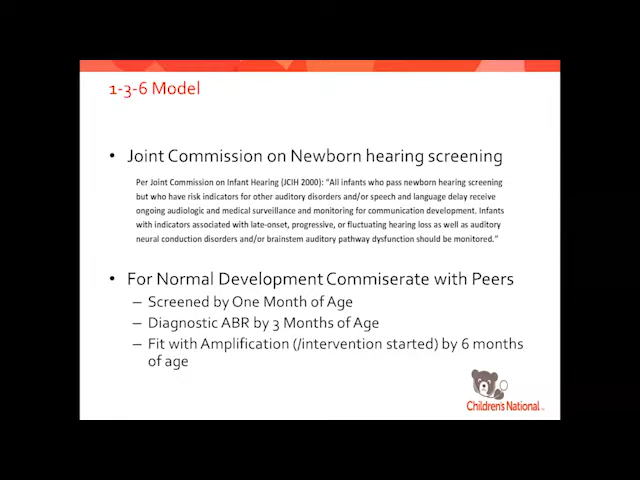 1-3-6 Model
• Joint Commission on Newborn hearing screening
Per Joint Commission on Infant Hearing (JCIH 2000): “All infants who pass newborn hearing screening
but who have risk indicators for other auditory disorders and/or speech and language delay receive
ongoing audiologic and medical surveillance and monitoring for communication development. Infants
with indicators associated with late-onset, progressive, or fluctuating hearing loss as well as auditory
neural conduction disorders and/or brainstem auditory pathway dysfunction should be monitored.”
• For Normal Development Commiserate with Peers
– Screened by One Month of Age
– Diagnostic ABR by 3 Months of Age
– Fit with Amplification (/intervention started) by 6 months
of age
Children's National